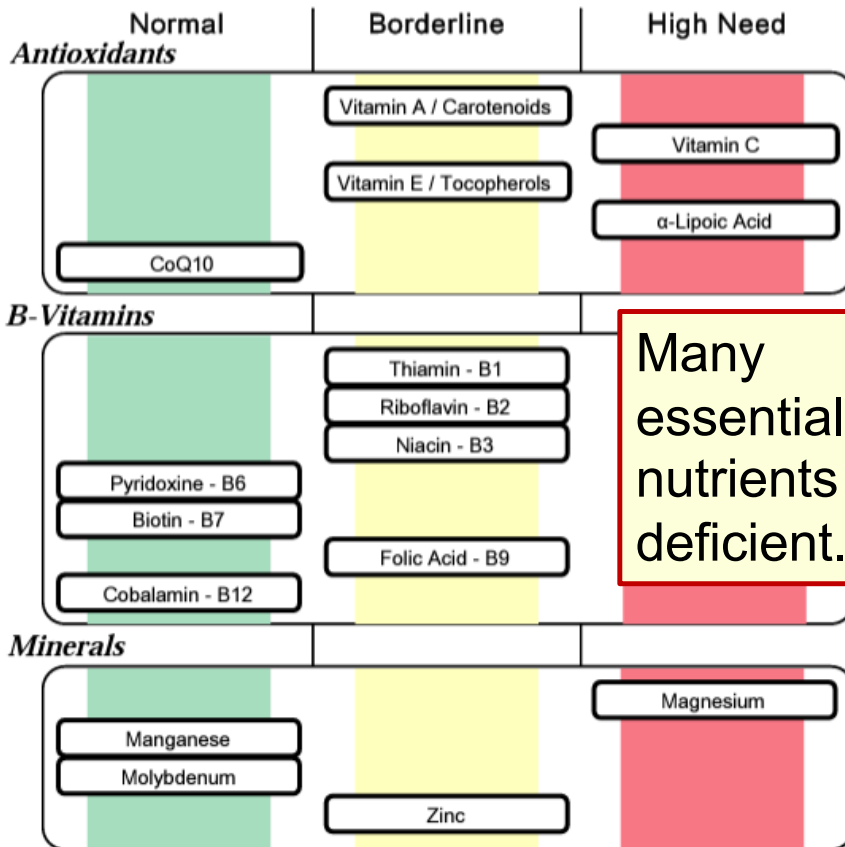 Normal Borderline High Need
Antioxidants
Vitamin A / Carotenoids
Vitamin C
Vitamin E / Tocopherols
α-Lipoic Acid
CoQ10
B-Vitamins
Thiamin - B1
Riboflavin - B2
Niacin - B3
Pyridoxine - B6
Biotin - B7
Folic Acid - B9
Cobalamin - B12
Many
essential
nutrients
deficient.
Minerals
Magnesium
Manganese
Molybdenum
Zinc